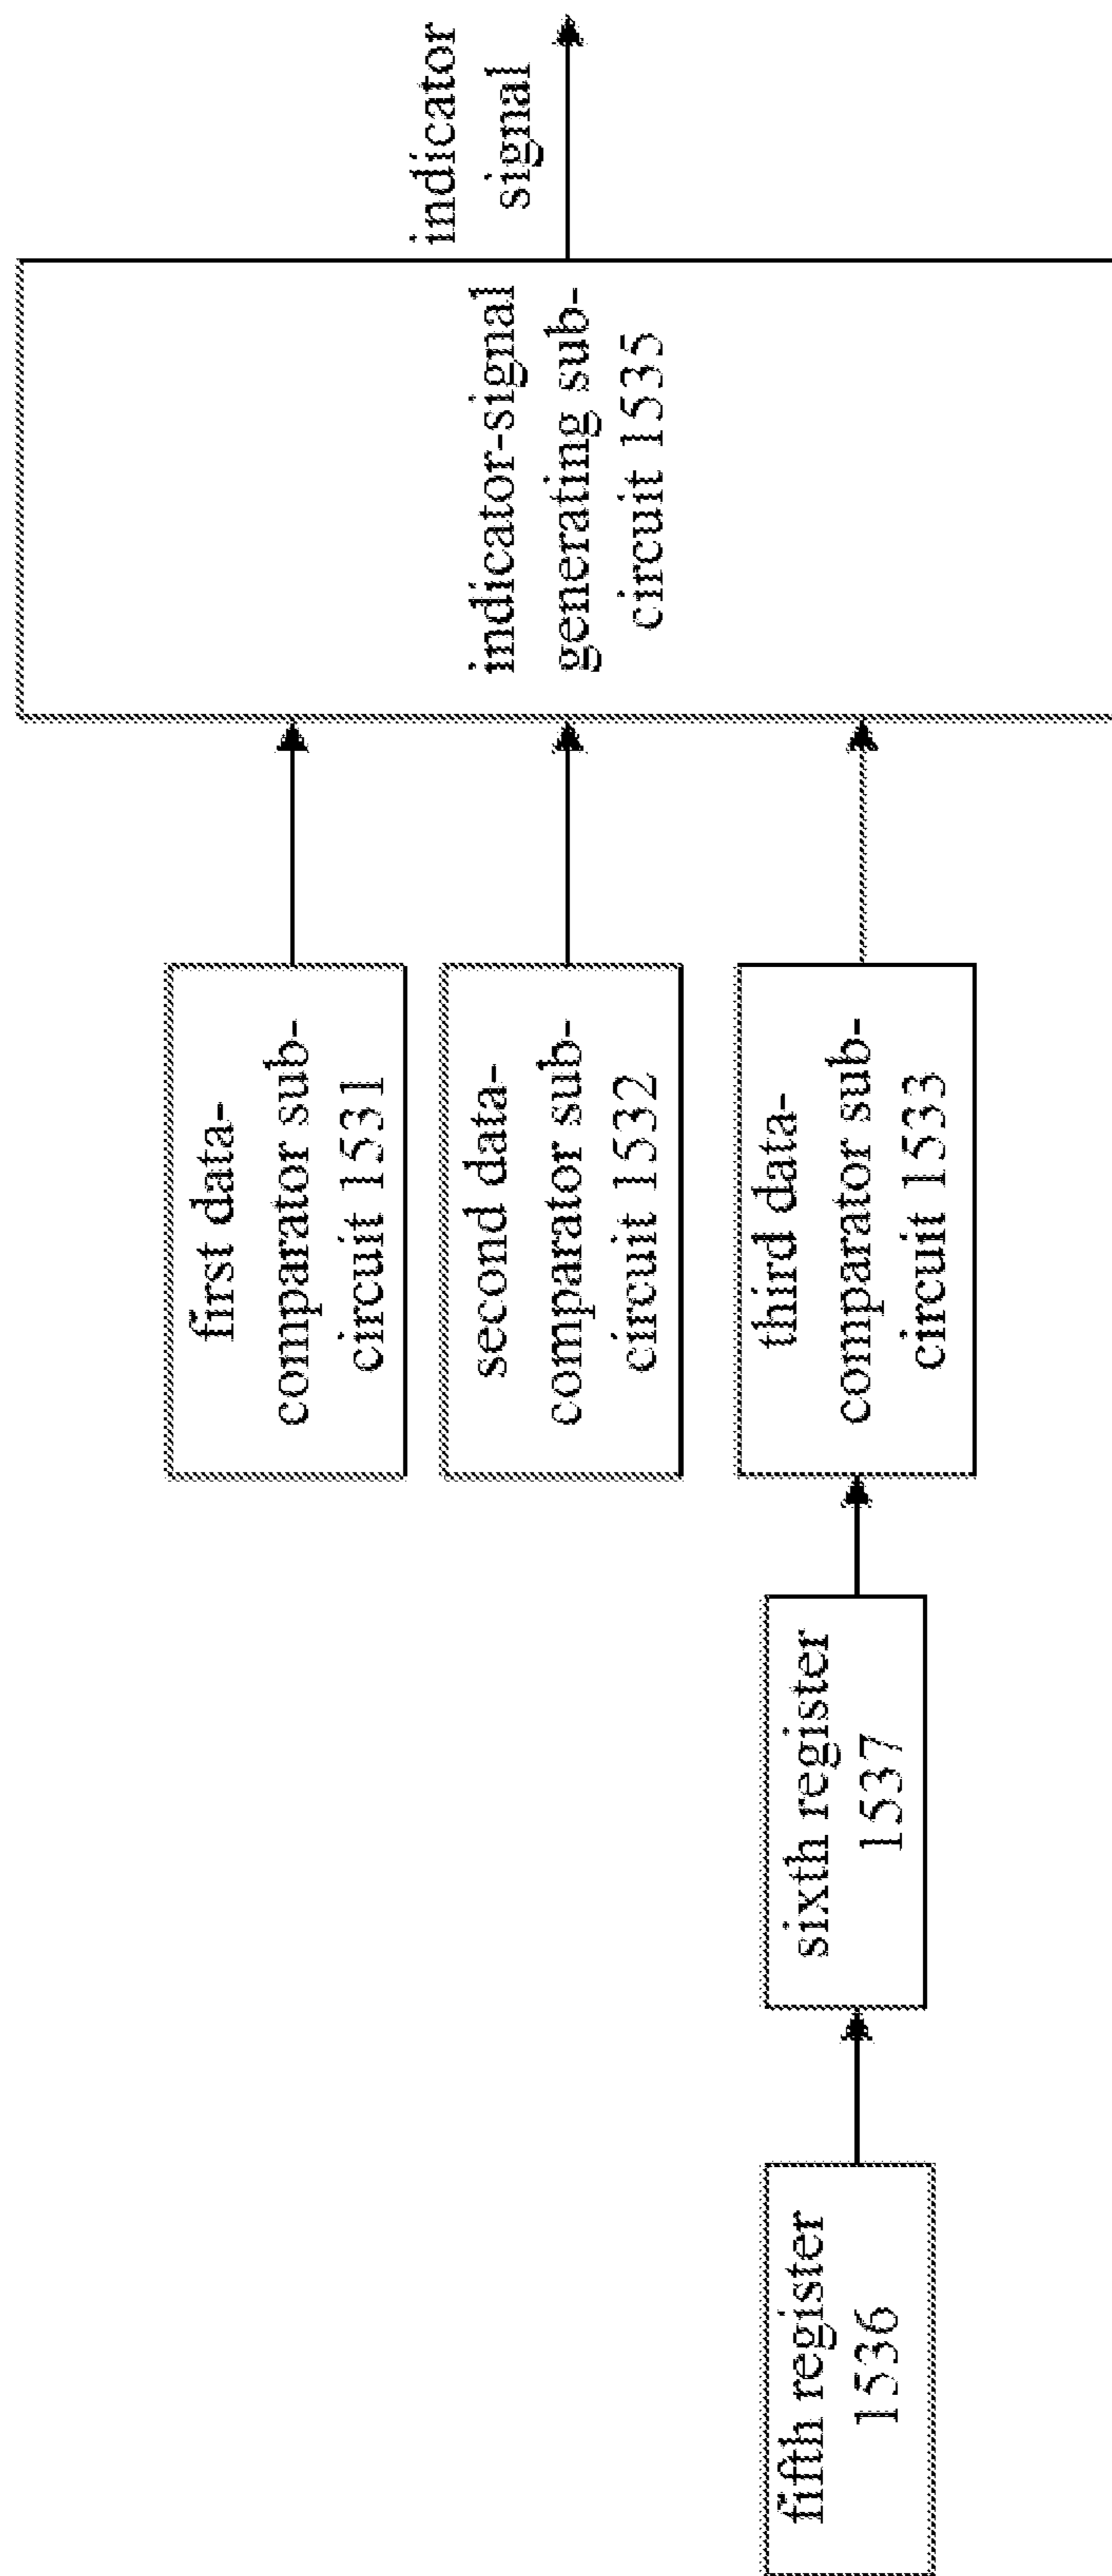 indicator
signal
indicator-signal
generating sub-
circuit 1535
first data-
comparator sub-
circuit 1531
second data-
comparator sub-
circuit 1532
third data-
comparator sub-
circuit 1533
sixth register
1537
fifth register
1536